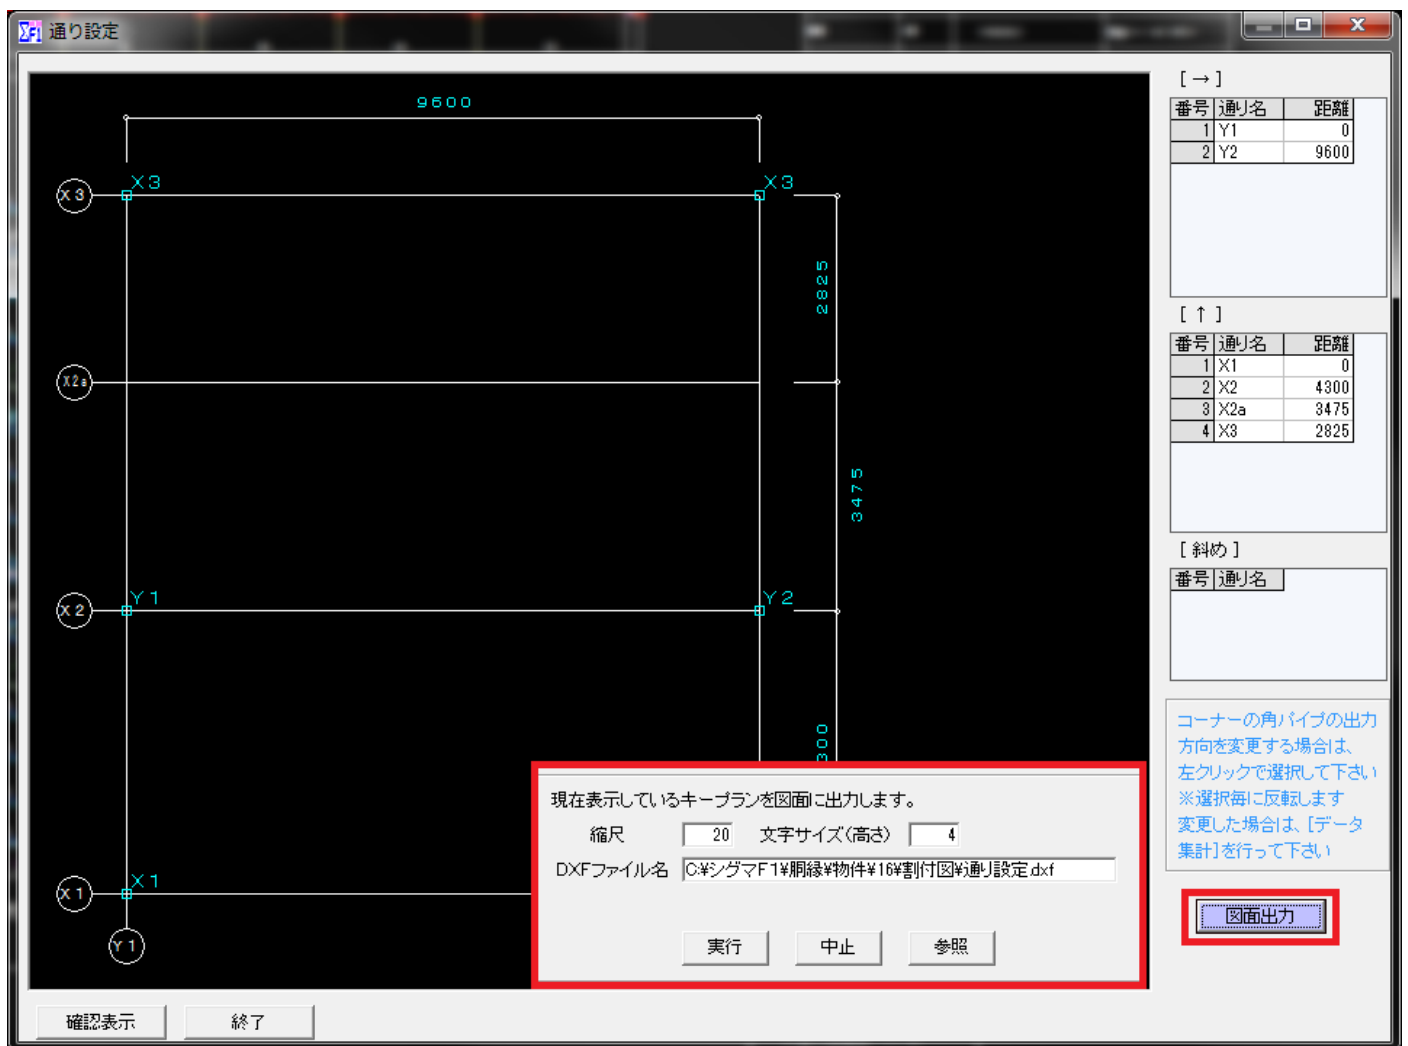 ΣF1 通り設定
9600
X3 X3 X3
2825
X2a
3475
X2 Y1 Y2
300
X1 X1
Y1
[→]
番号 通り名 距離
1 Y1 0
2 Y2 9600
[↑]
番号 通り名 距離
1 X1 0
2 X2 4300
3 X2a 3475
4 X3 2825
[斜め]
番号 通り名
コーナーの角パイプの出力
方向を変更する場合は、
左クリックで選択して下さい
※選択毎に反転します
変更した場合は、[データ
集計]を行って下さい
図面出力
現在表示しているキープランを図面に出力します。
縮尺 20 文字サイズ(高さ) 4
DXFファイル名 C:¥シグマF1¥胴縁¥物件¥16¥割付図¥通り設定.dxf
実行 中止 参照
確認表示 終了